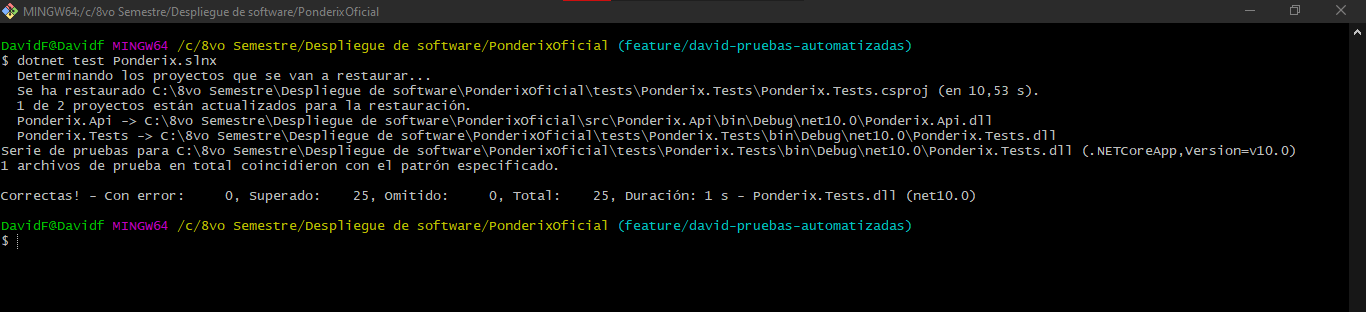 MINGW64:/c/8vo Semestre/Despliegue de software/PonderixOficial
DavidF@Davidf MINGW64 /c/8vo Semestre/Despliegue de software/PonderixOficial (feature/david-pruebas-automatizadas)
$ dotnet test Ponderix.slnx
  Determinando los proyectos que se van a restaurar...
  Se ha restaurado C:\8vo Semestre\Despliegue de software\PonderixOficial\tests\Ponderix.Tests\Ponderix.Tests.csproj (en 10,53 s).
  1 de 2 proyectos están actualizados para la restauración.
  Ponderix.Api -> C:\8vo Semestre\Despliegue de software\PonderixOficial\src\Ponderix.Api\bin\Debug\net10.0\Ponderix.Api.dll
  Ponderix.Tests -> C:\8vo Semestre\Despliegue de software\PonderixOficial\tests\Ponderix.Tests\bin\Debug\net10.0\Ponderix.Tests.dll
Serie de pruebas para C:\8vo Semestre\Despliegue de software\PonderixOficial\tests\Ponderix.Tests\bin\Debug\net10.0\Ponderix.Tests.dll (.NETCoreApp,Version=v10.0)
1 archivos de prueba en total coincidieron con el patrón especificado.
Correctas! - Con error:     0, Superado:    25, Omitido:     0, Total:    25, Duración: 1 s - Ponderix.Tests.dll (net10.0)
DavidF@Davidf MINGW64 /c/8vo Semestre/Despliegue de software/PonderixOficial (feature/david-pruebas-automatizadas)
$